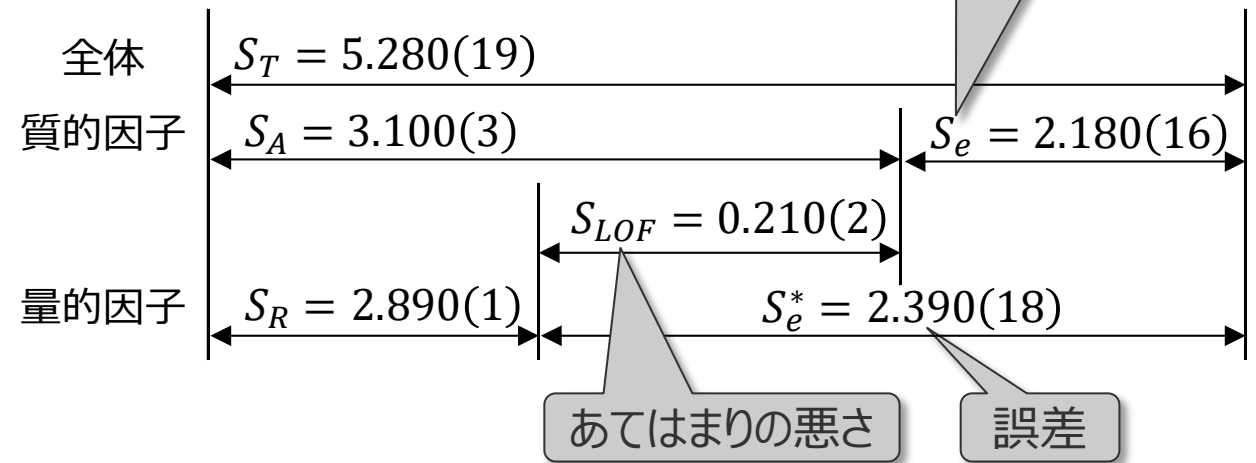 全体 S_T = 5.280(19)
質的因子 S_A = 3.100(3) S_e = 2.180(16)
S_{LOF} = 0.210(2)
量的因子 S_R = 2.890(1) S_e^* = 2.390(18)
あてはまりの悪さ 誤差